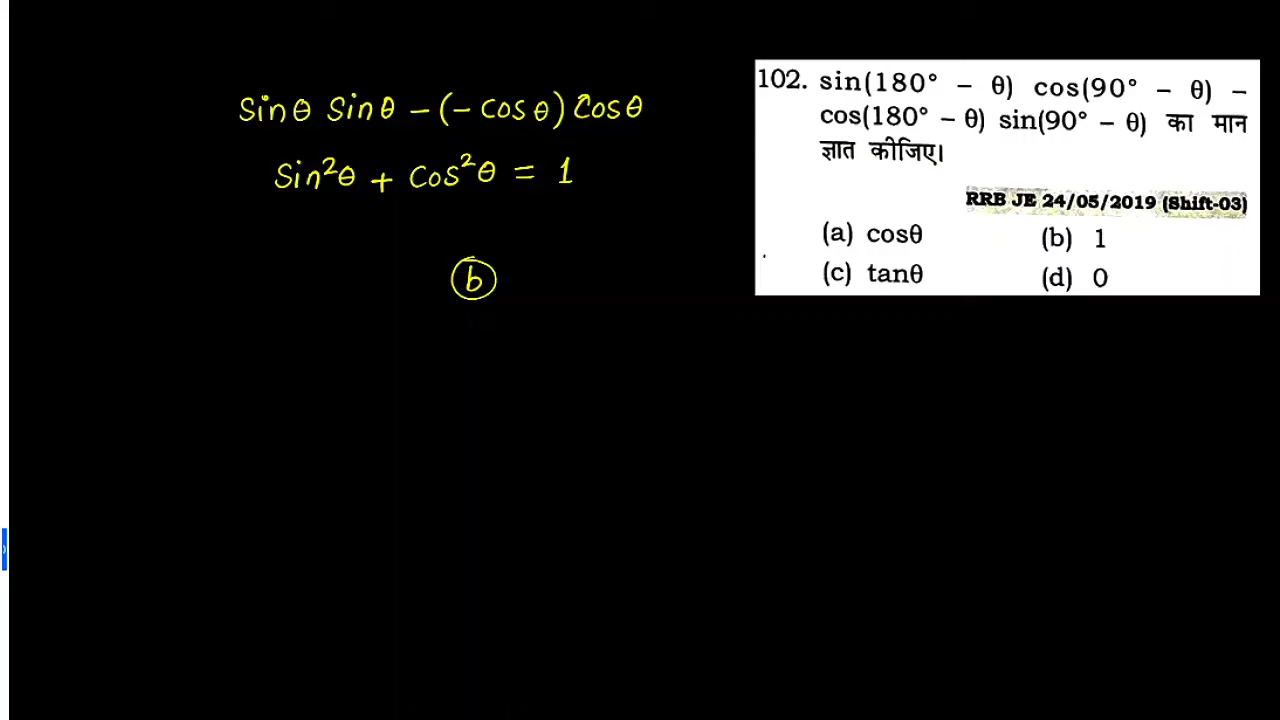 sinθ sinθ - (- cosθ) cosθ
sin²θ + cos²θ = 1
b
102. sin(180° – θ) cos(90° – θ) –
cos(180° – θ) sin(90° – θ) का मान
ज्ञात कीजिए।
RRB JE 24/05/2019 (Shift-03)
(a) cosθ (b) 1
(c) tanθ (d) 0